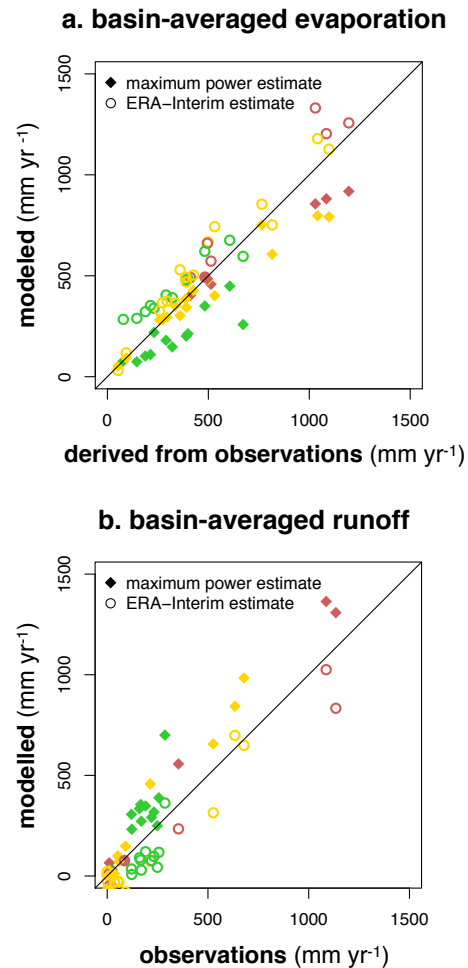 a. basin-averaged evaporation
maximum power estimate
ERA−Interim estimate
modeled (mm yr -1)
0 500 1000 1500
0 500 1000 1500
derived from observations (mm yr-1)
b. basin-averaged runoff
maximum power estimate
ERA−Interim estimate
modelled (mm yr-1)
0 500 1000 1500
0 500 1000 1500
observations (mm yr-1)